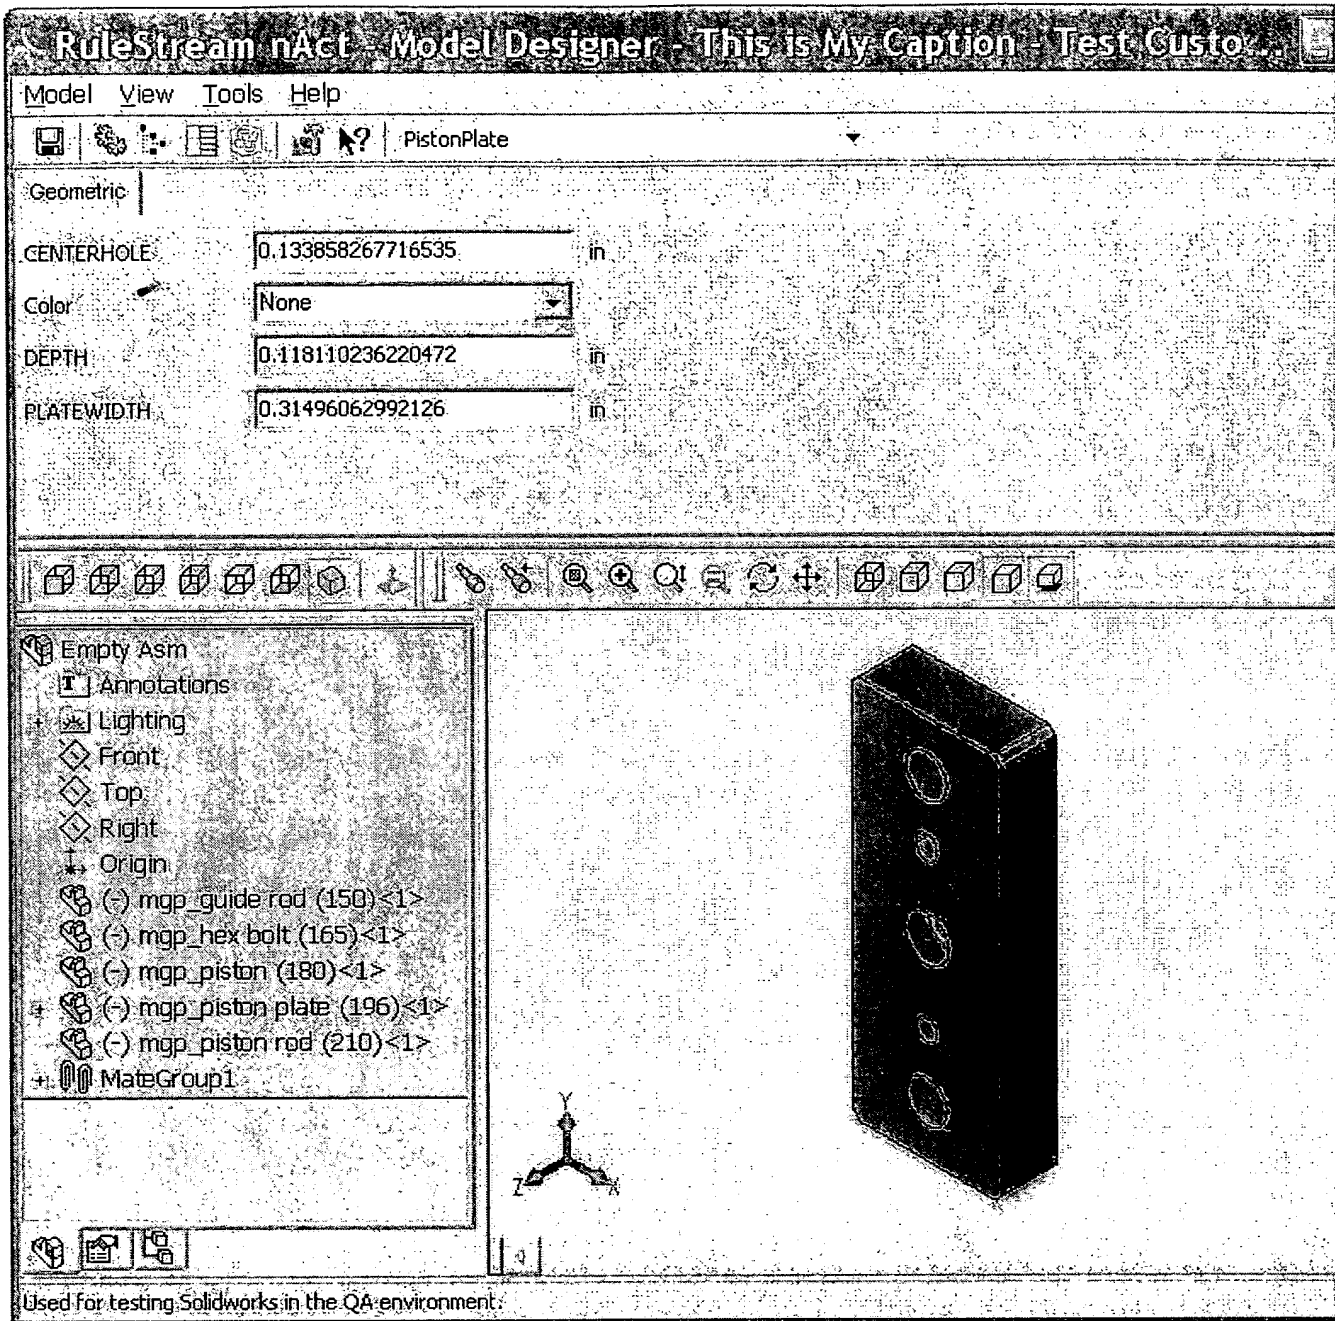 RuleStream nAct - Model Designer - This is My Caption - Test Custo...
Model View Tools Help
PistonPlate
Geometric
CENTERHOLE 0.133858267716535 in
Color None
DEPTH 0.118110236220472 in
PLATEWIDTH 0.31496062992126 in
Empty Asm
Annotations
Lighting
Front
Top
Right
Origin
(-) mgp_guide rod (150)<1>
(-) mgp_hex bolt (165)<1>
(-) mgp_piston (180)<1>
(-) mgp_piston plate (196)<1>
(-) mgp_piston rod (210)<1>
MateGroup1
Y
Z X
Used for testing Solidworks in the QA environment.